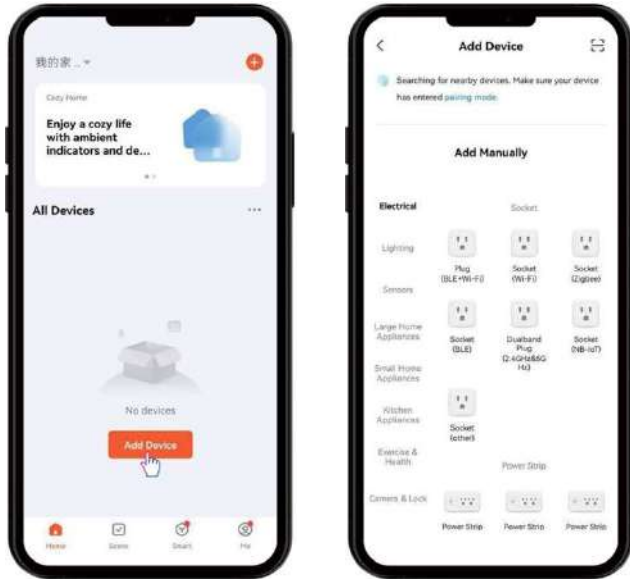 我的家 ..
Cozy Home
Enjoy a cozy life
with ambient
indicators and de...
All Devices
No devices
Add Device
Home
Scene
Smart
Me
Add Device
Searching for nearby devices. Make sure your device
has entered pairing mode.
Add Manually
Electrical
Socket
Lighting
Sensors
Large Home
Appliances
Small Home
Appliances
Kitchen
Appliances
Exercise &
Health
Camera & Lock
Plug
(BLE+Wi-Fi)
Socket
(Wi-Fi)
Socket
(Zigbee)
Socket
(BLE)
Dualband
Plug
(2.4GHz&5G
Hz)
Socket
(NB-IoT)
Socket
(other)
Power Strip
Power Strip
Power Strip
Power Strip